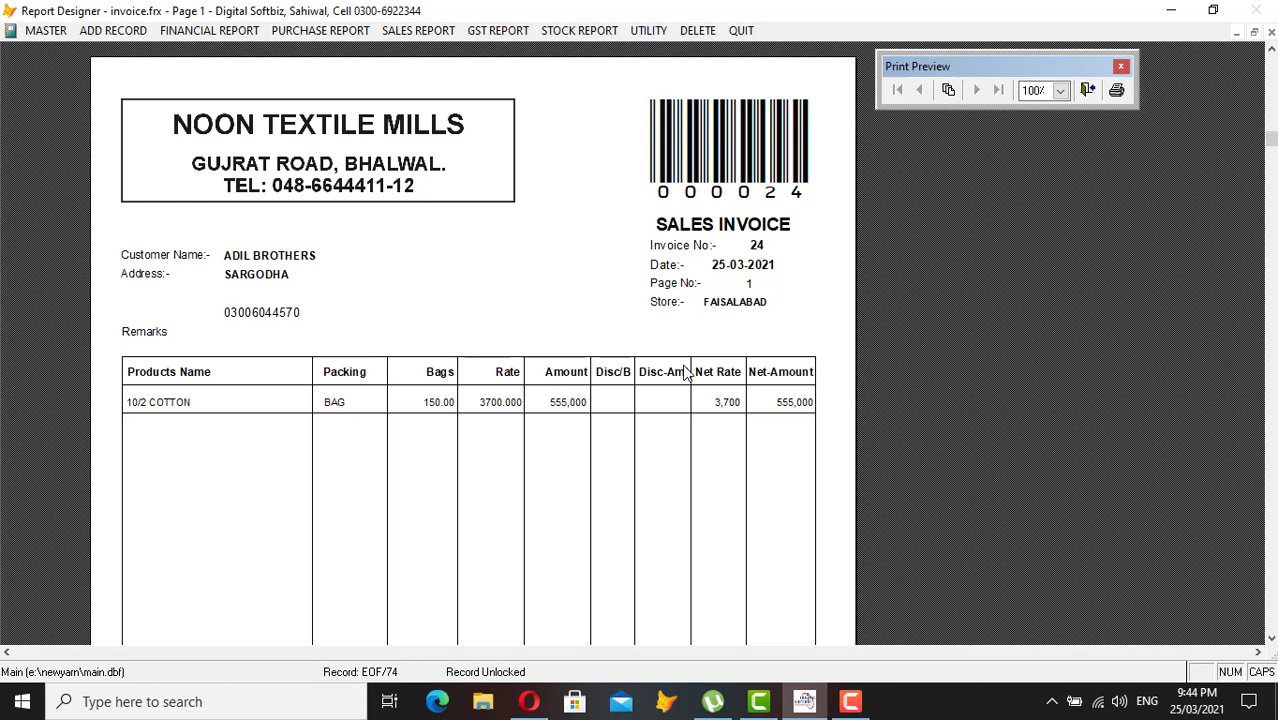 Report Designer - invoice.frx - Page 1 - Digital Softbiz, Sahiwal, Cell 0300-6922344
MASTER ADD RECORD FINANCIAL REPORT PURCHASE REPORT SALES REPORT GST REPORT STOCK REPORT UTILITY DELETE QUIT
Print Preview
100%
NOON TEXTILE MILLS
GUJRAT ROAD, BHALWAL.
TEL: 048-6644411-12
000024
SALES INVOICE
Invoice No:- 24
Date:- 25-03-2021
Page No:- 1
Store:- FAISALABAD
Customer Name:- ADIL BROTHERS
Address:- SARGODHA
03006044570
Remarks
Products Name Packing Bags Rate Amount Disc/B Disc-Am Net Rate Net-Amount
10/2 COTTON BAG 150.00 3700.000 555,000 3,700 555,000
Main (e:\newyarn\main.dbf) Record: EOF/74 Record Unlocked NUM CAPS
Type here to search
ENG
9:44 PM
25/03/2021